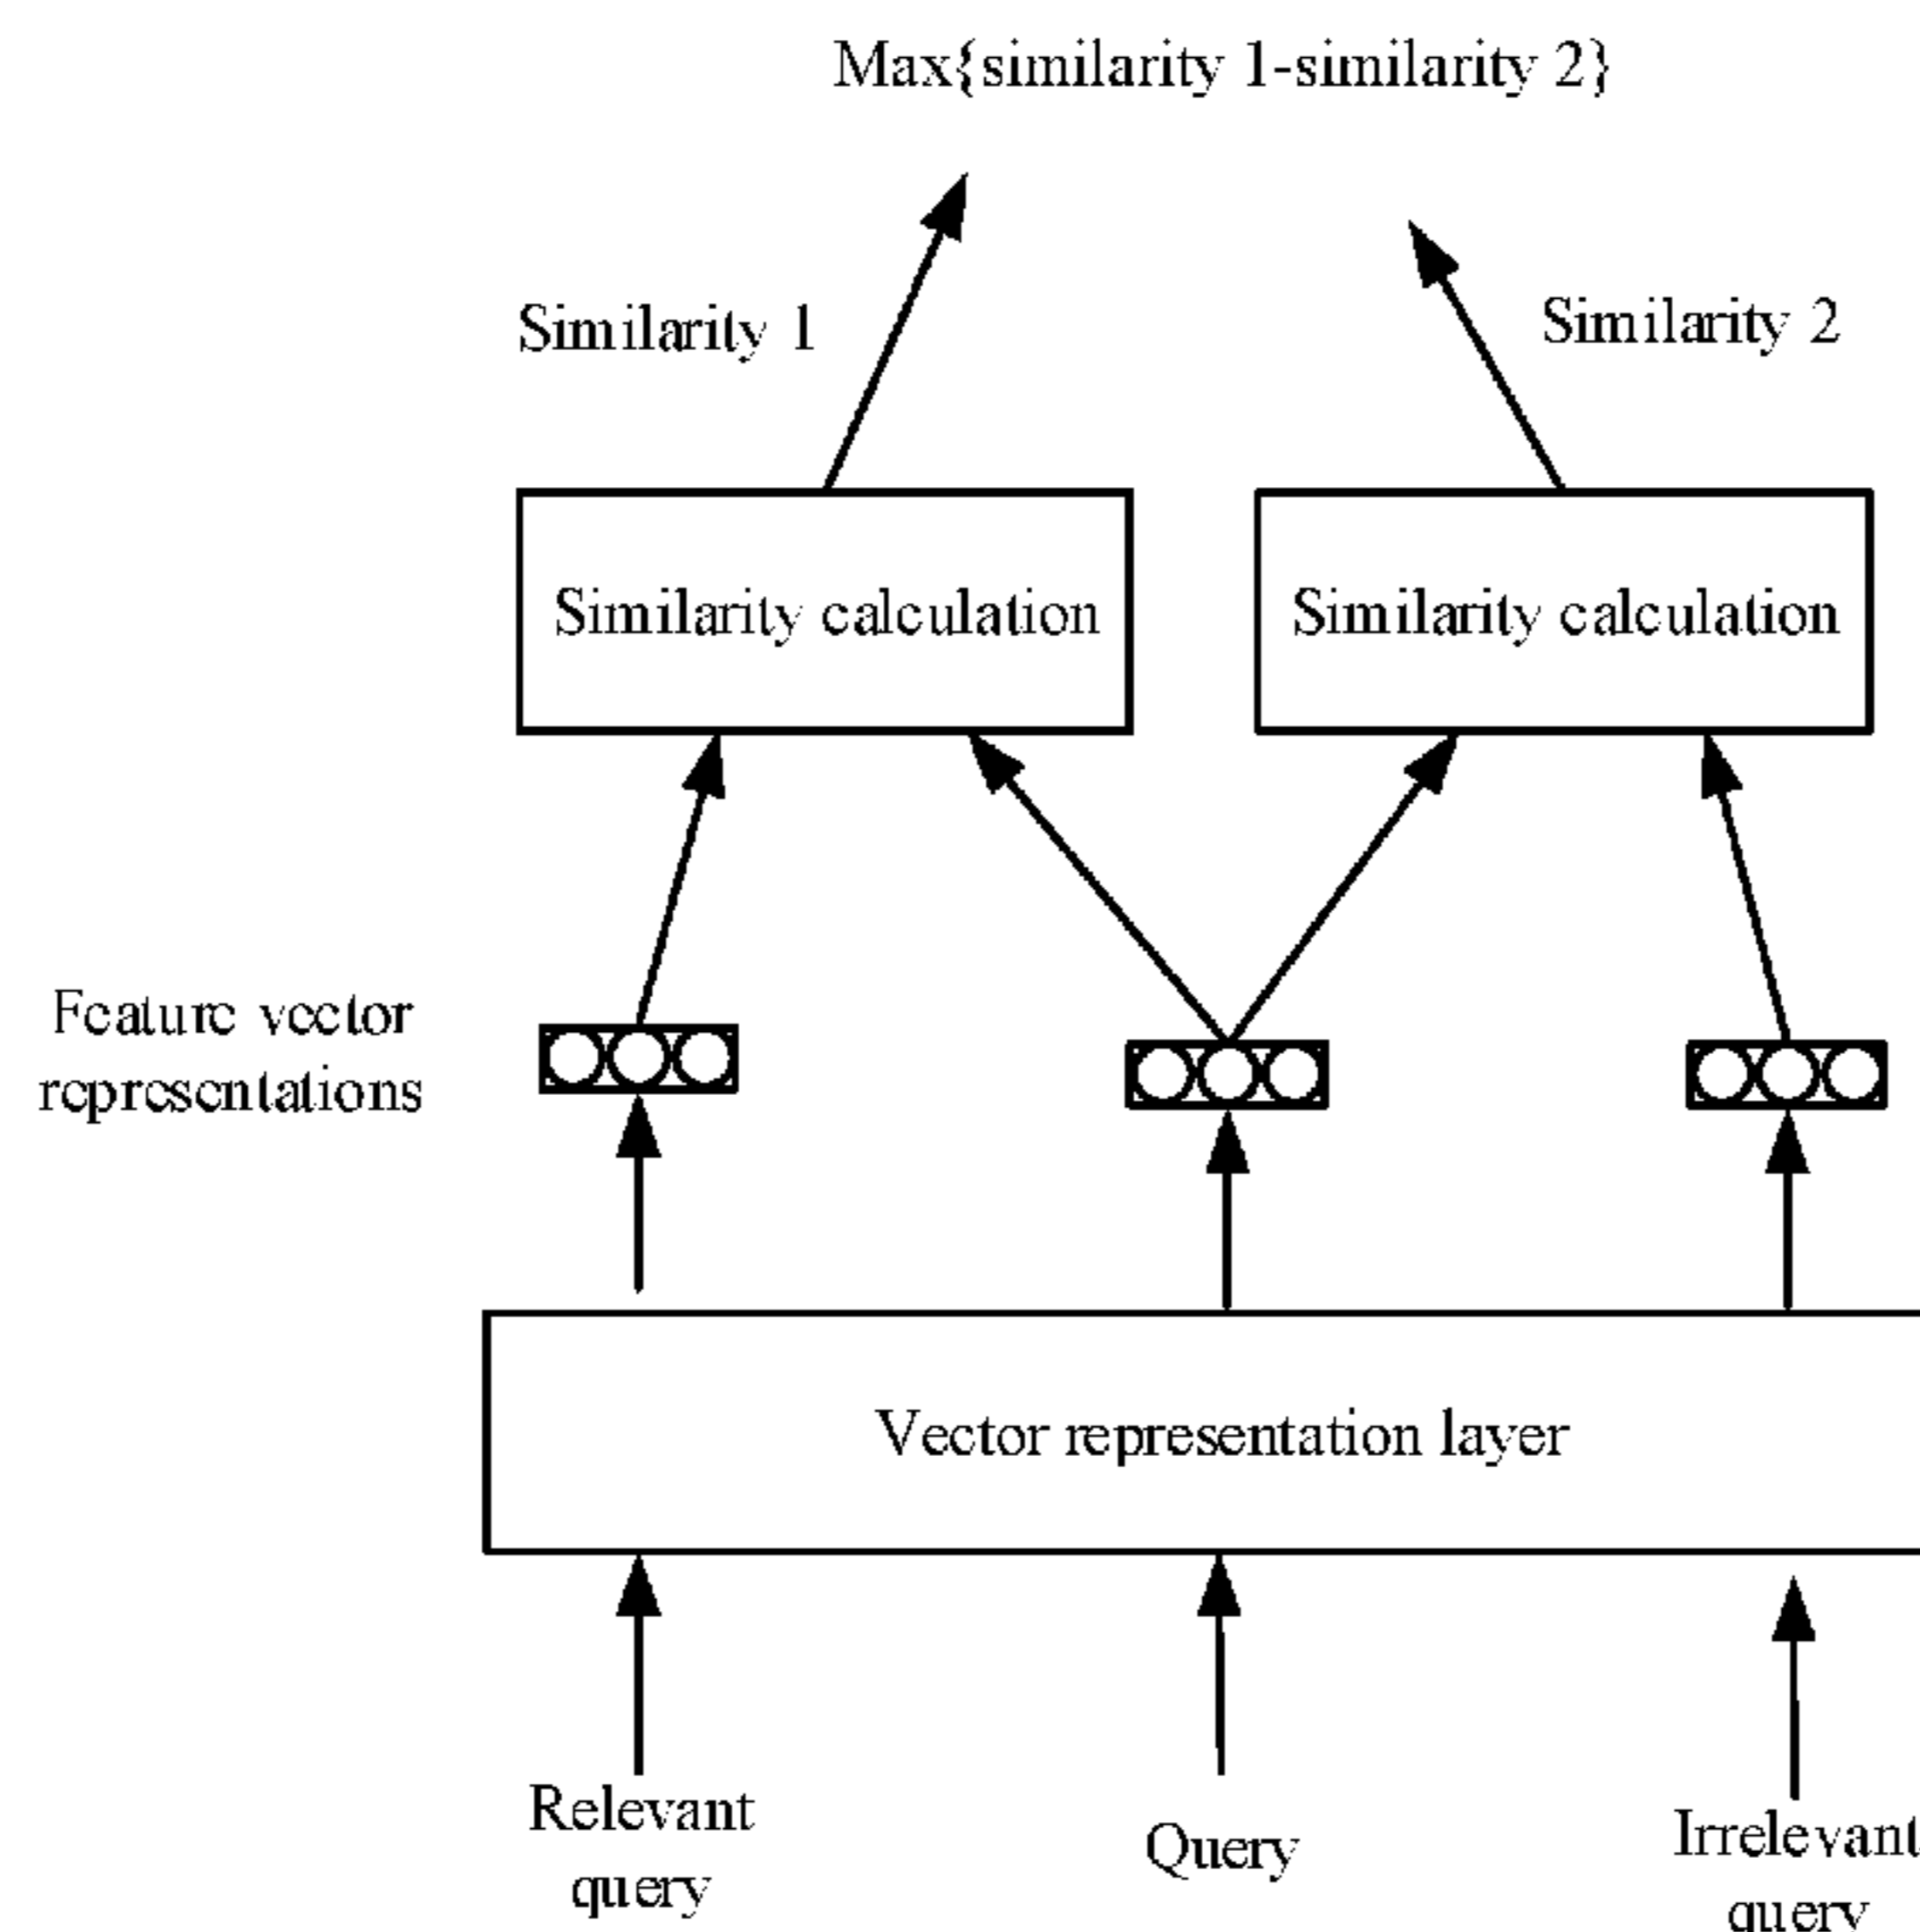 Max{similarity 1-similarity 2}
Similarity 1
Similarity 2
Similarity calculation
Similarity calculation
Feature vector
representations
Vector representation layer
Relevant
query
Query
Irrelevant
query